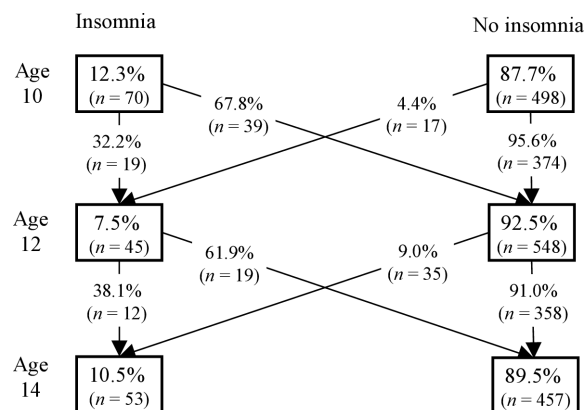 Insomnia No insomnia
Age 10
12.3%
(n = 70)
87.7%
(n = 498)
67.8%
(n = 39)
4.4%
(n = 17)
32.2%
(n = 19)
95.6%
(n = 374)
Age 12
7.5%
(n = 45)
92.5%
(n = 548)
61.9%
(n = 19)
9.0%
(n = 35)
38.1%
(n = 12)
91.0%
(n = 358)
Age 14
10.5%
(n = 53)
89.5%
(n = 457)